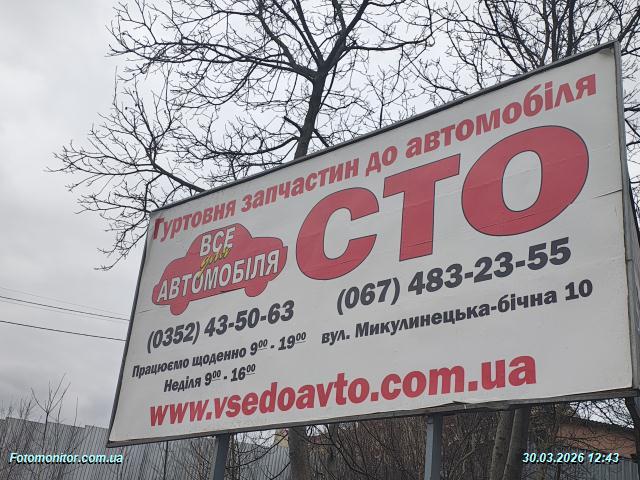 Гуртовня запчастин до автомобіля
ВСЕ
для
АВТОМОБІЛЯ
СТО
(0352) 43-50-63
(067) 483-23-55
Працюємо щоденно 9⁰⁰ - 19⁰⁰
Неділя 9⁰⁰ - 16⁰⁰
вул. Микулинецька-бічна 10
www.vsedoavto.com.ua
Fotomonitor.com.ua
30.03.2026 12:43